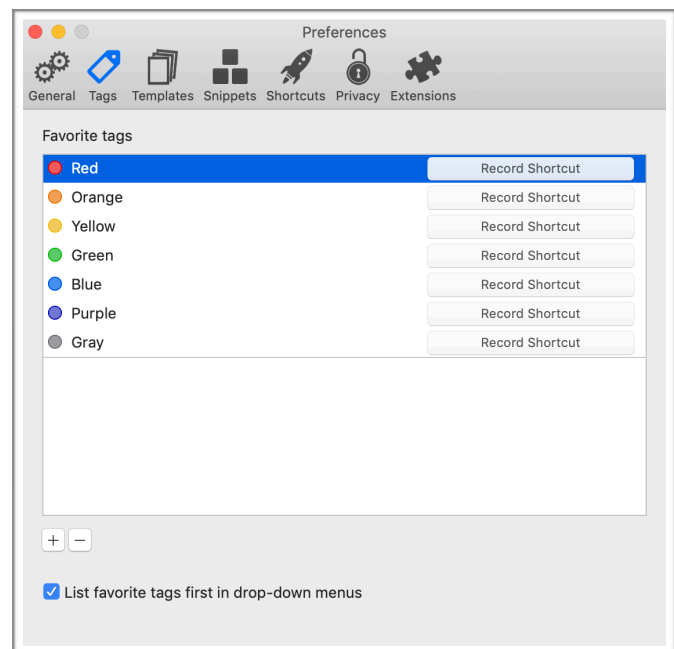 Preferences
General Tags Templates Snippets Shortcuts Privacy Extensions
Favorite tags
Red Record Shortcut
Orange Record Shortcut
Yellow Record Shortcut
Green Record Shortcut
Blue Record Shortcut
Purple Record Shortcut
Gray Record Shortcut
+ −
List favorite tags first in drop-down menus